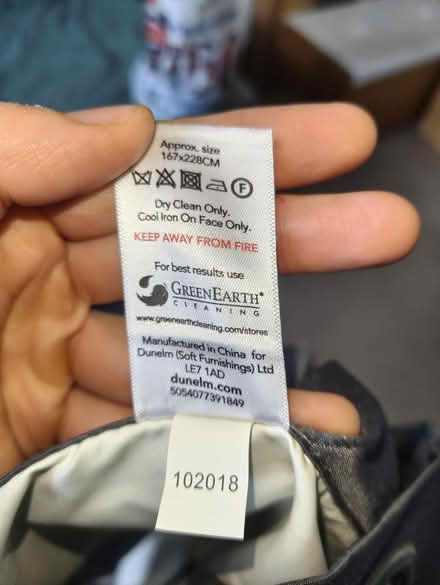 Approx. size
167x228CM
F
Dry Clean Only.
Cool Iron On Face Only.
KEEP AWAY FROM FIRE
For best results use
GREENEARTH®
CLEANING
www.greenearthcleaning.com/stores
Manufactured in China for
Dunelm (Soft Furnishings) Ltd
LE7 1AD
dunelm.com
5054077391849
102018